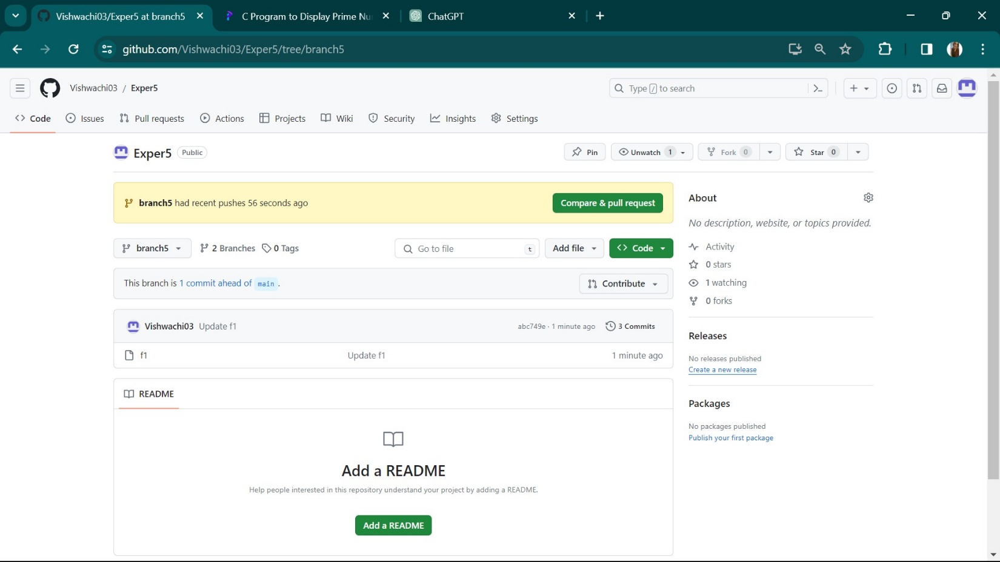 Vishwachi03/Exper5 at branch5
C Program to Display Prime Nu
ChatGPT
github.com/Vishwachi03/Exper5/tree/branch5
Vishwachi03 / Exper5
Type / to search
Code
Issues
Pull requests
Actions
Projects
Wiki
Security
Insights
Settings
Exper5 Public
Pin
Unwatch 1
Fork 0
Star 0
branch5 had recent pushes 56 seconds ago
Compare & pull request
About
No description, website, or topics provided.
branch5
2 Branches
0 Tags
Go to file t
Add file
<> Code
Activity
0 stars
1 watching
0 forks
This branch is 1 commit ahead of main .
Contribute
Vishwachi03 Update f1
abc749e · 1 minute ago
3 Commits
f1
Update f1
1 minute ago
Releases
No releases published
Create a new release
README
Packages
No packages published
Publish your first package
Add a README
Help people interested in this repository understand your project by adding a README.
Add a README